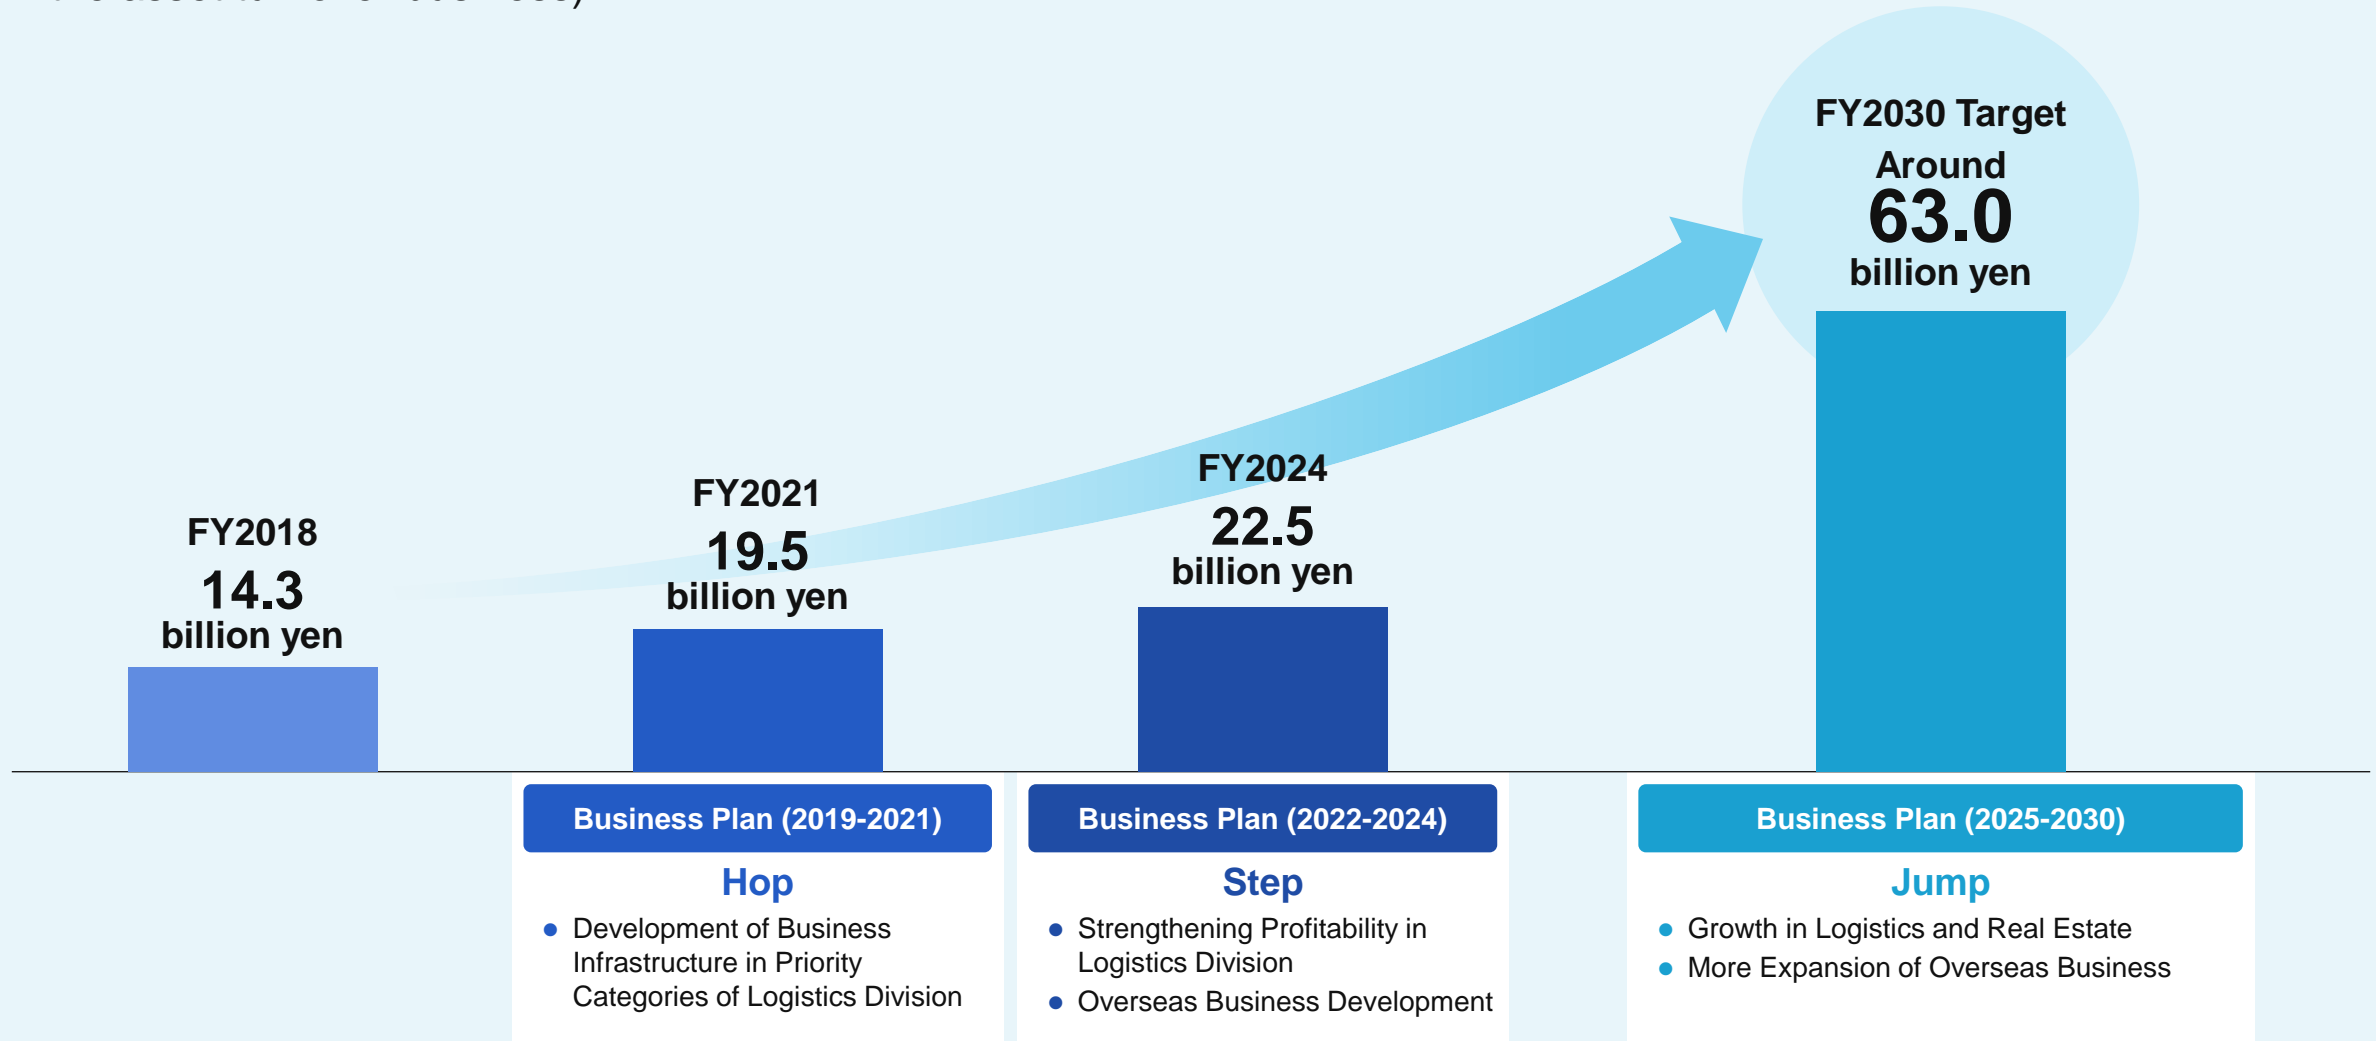 FY2030 Target
Around
63.0
billion yen
FY2024
22.5
billion yen
FY2021
19.5
billion yen
FY2018
14.3
billion yen
Business Plan (2019-2021)
Hop
● Development of Business
Infrastructure in Priority
Categories of Logistics Division
Business Plan (2022-2024)
Step
● Strengthening Profitability in
Logistics Division
● Overseas Business Development
Business Plan (2025-2030)
Jump
● Growth in Logistics and Real Estate
● More Expansion of Overseas Business